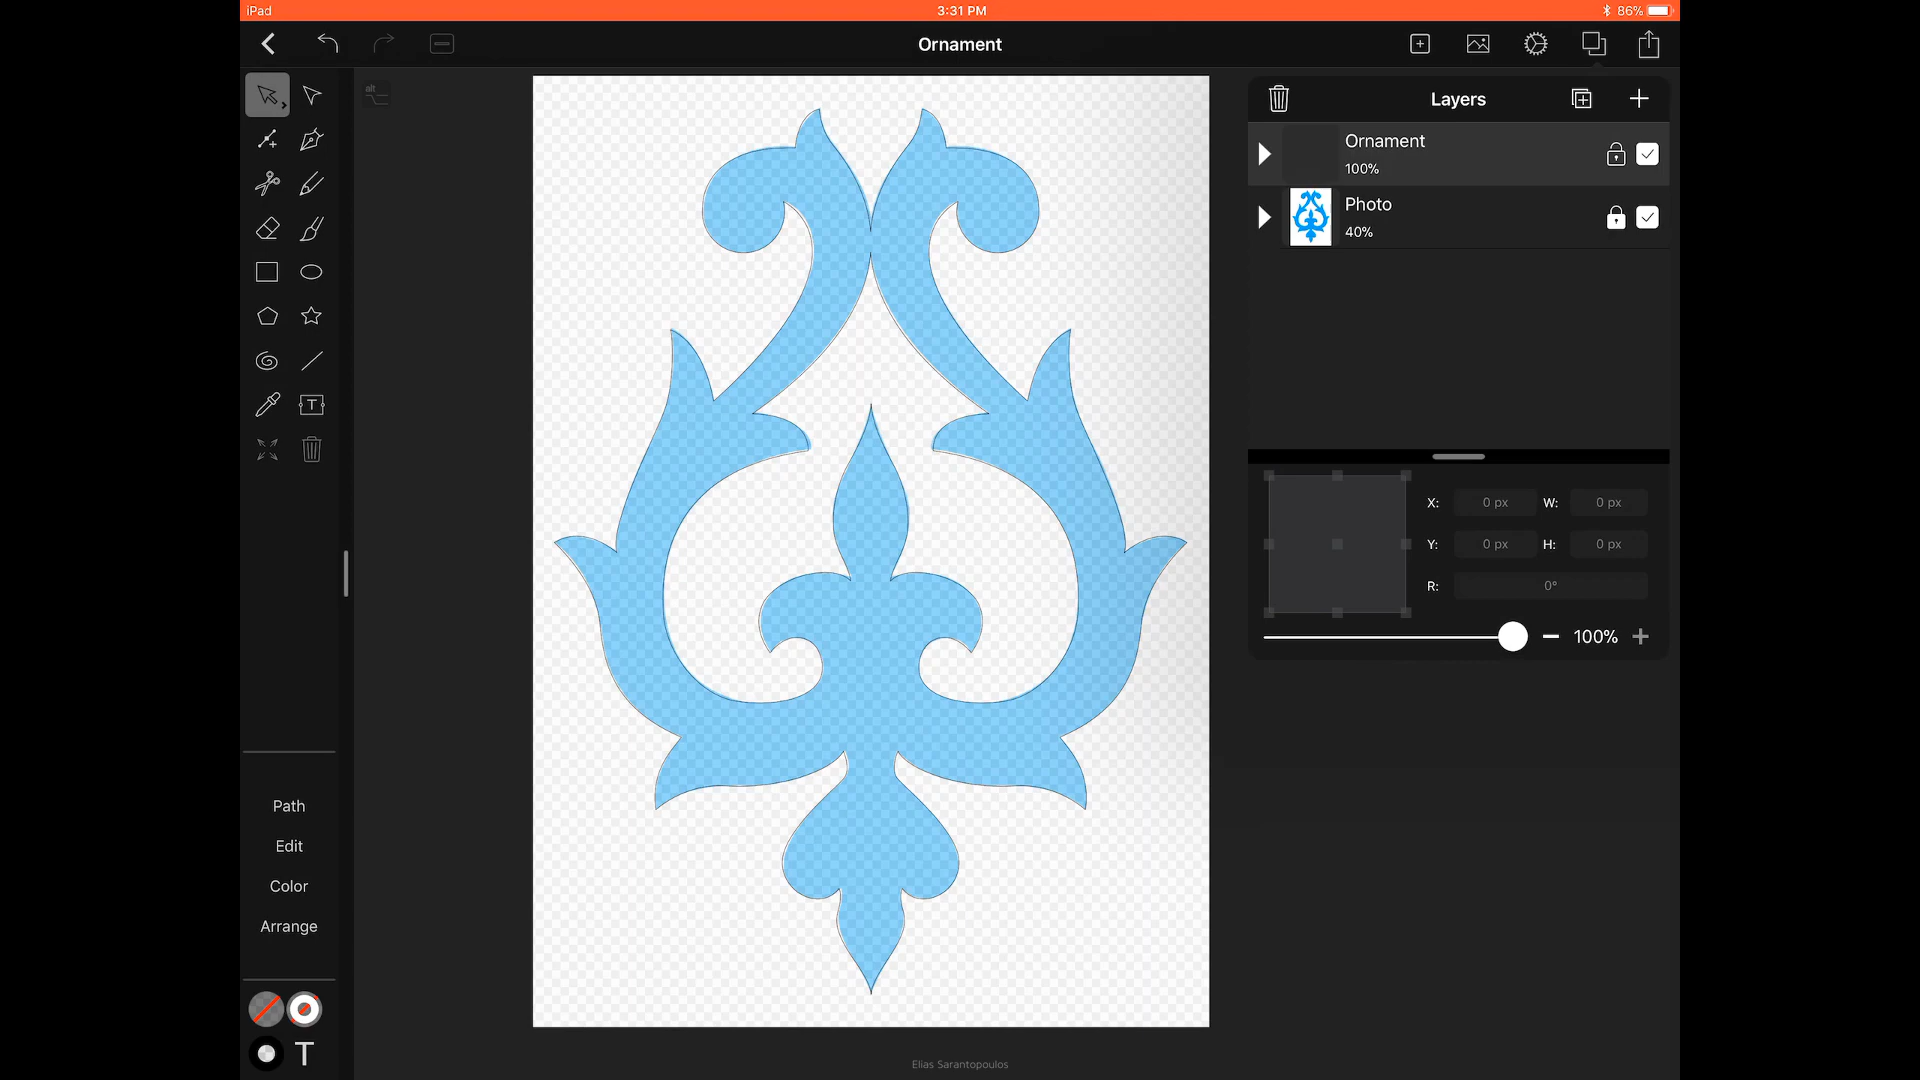 iPad
3:31 PM
86%
Ornament
alt
Layers
Ornament
100%
Photo
40%
X: 0 px W: 0 px
Y: 0 px H: 0 px
R: 0°
100%
T
Path
Edit
Color
Arrange
T
Elias Sarantopoulos